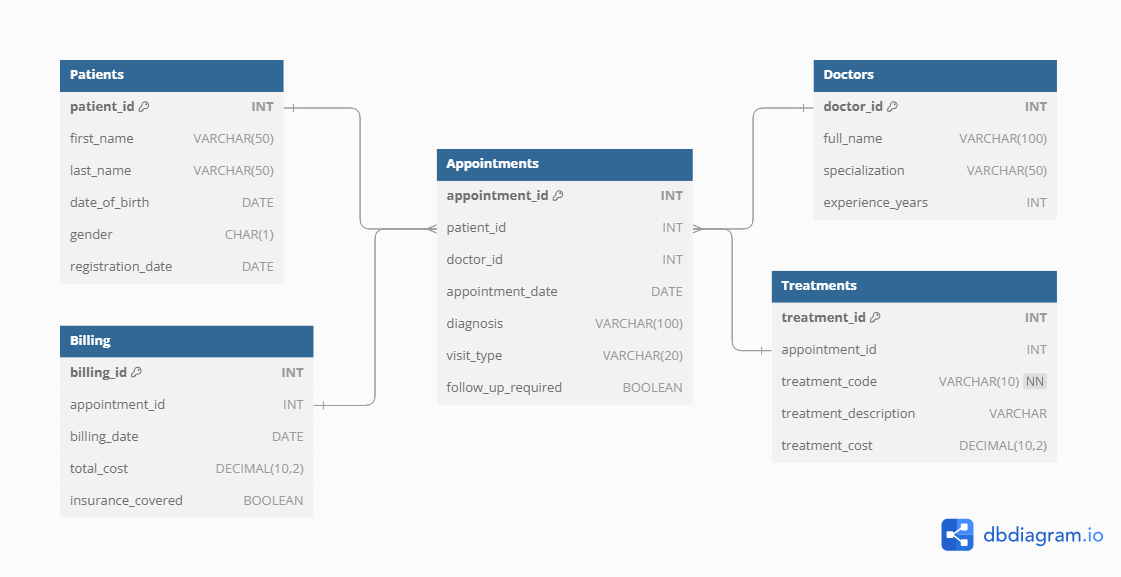 Patients
patient_id INT
first_name VARCHAR(50)
last_name VARCHAR(50)
date_of_birth DATE
gender CHAR(1)
registration_date DATE
Billing
billing_id INT
appointment_id INT
billing_date DATE
total_cost DECIMAL(10,2)
insurance_covered BOOLEAN
Appointments
appointment_id INT
patient_id INT
doctor_id INT
appointment_date DATE
diagnosis VARCHAR(100)
visit_type VARCHAR(20)
follow_up_required BOOLEAN
Doctors
doctor_id INT
full_name VARCHAR(100)
specialization VARCHAR(50)
experience_years INT
Treatments
treatment_id INT
appointment_id INT
treatment_code VARCHAR(10) NN
treatment_description VARCHAR
treatment_cost DECIMAL(10,2)
dbdiagram.io